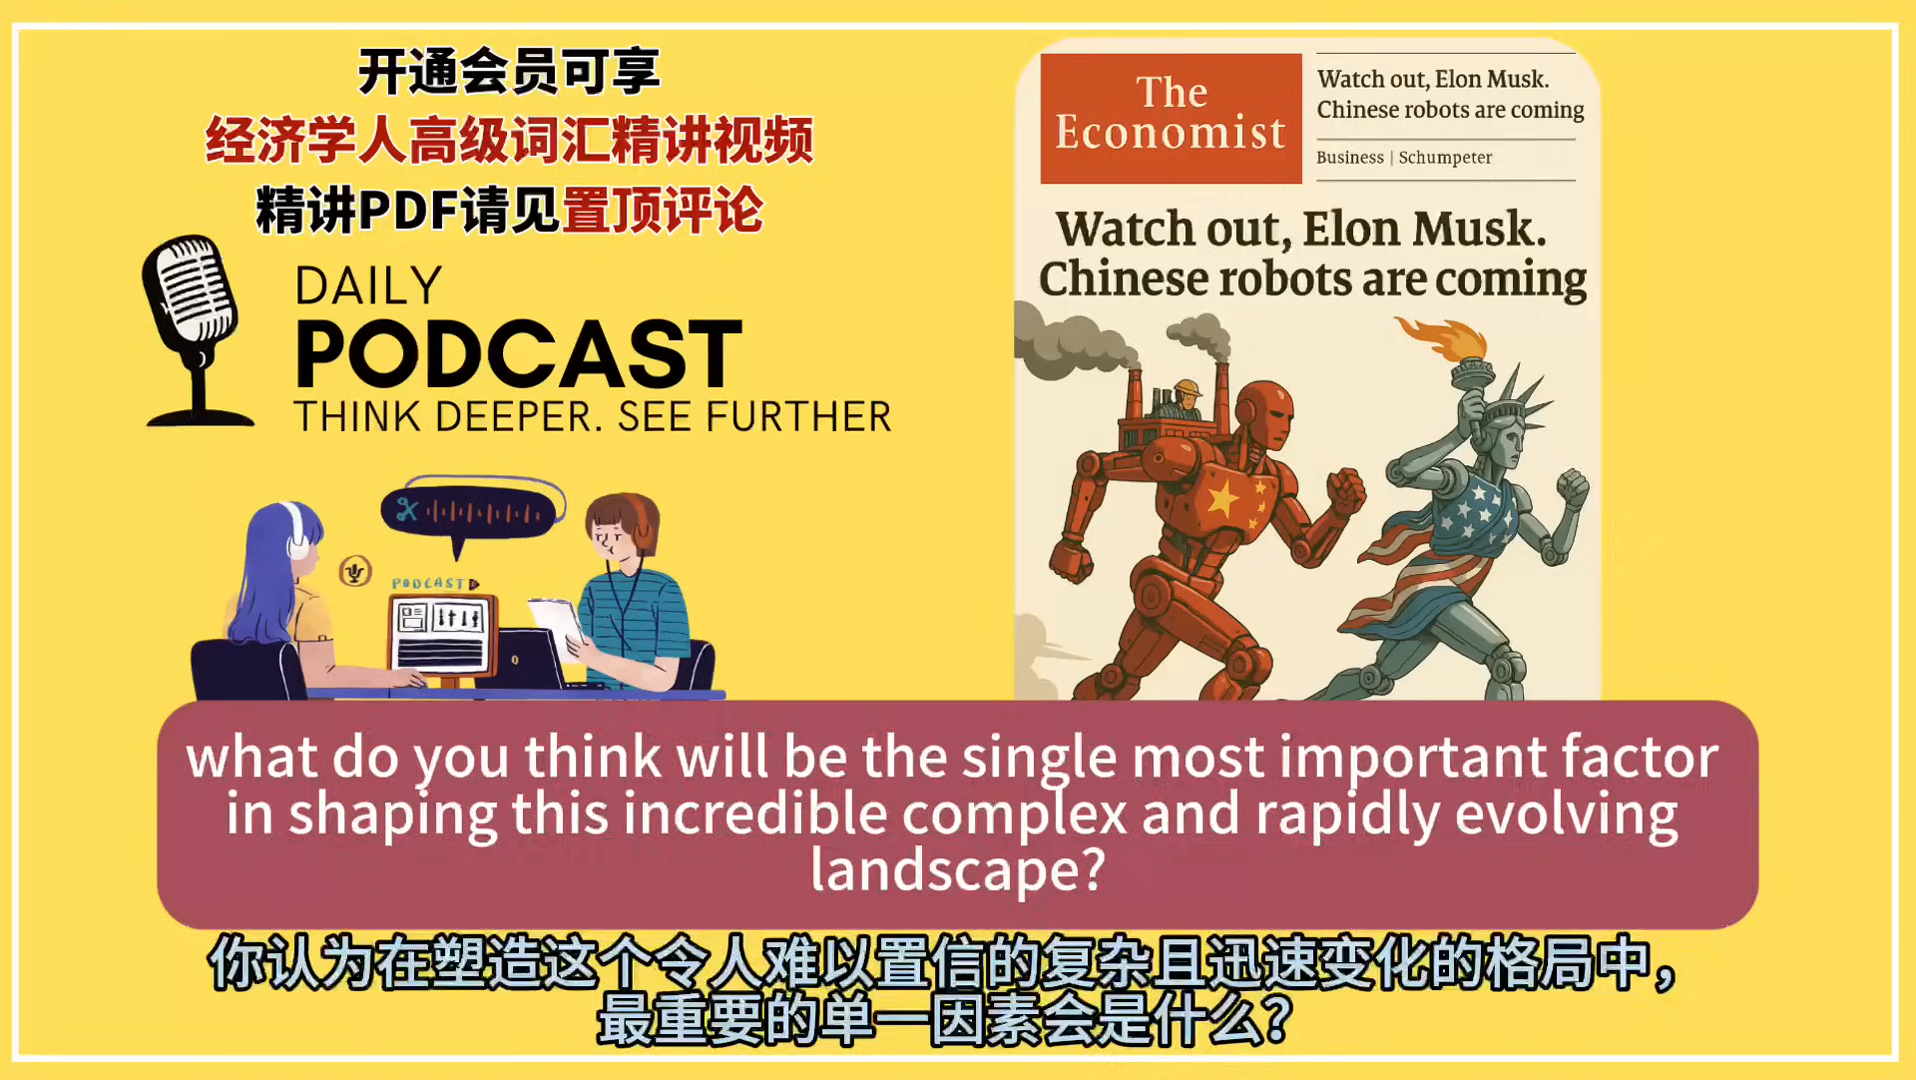 开通会员可享
经济学人高级词汇精讲视频
精讲PDF请见置顶评论
DAILY
PODCAST
THINK DEEPER. SEE FURTHER
PODCAST
The
Economist
Watch out, Elon Musk.
Chinese robots are coming
Business | Schumpeter
Watch out, Elon Musk.
Chinese robots are coming
what do you think will be the single most important factor
in shaping this incredible complex and rapidly evolving
landscape?
你认为在塑造这个令人难以置信的复杂且迅速变化的格局中，
最重要的单一因素会是什么？